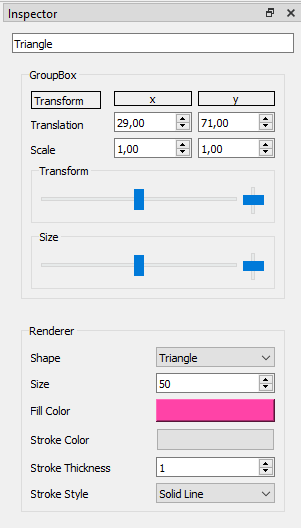 Inspector
Triangle
GroupBox
Transform x y
Translation 29,00 71,00
Scale 1,00 1,00
Transform
Size
Renderer
Shape Triangle
Size 50
Fill Color
Stroke Color
Stroke Thickness 1
Stroke Style Solid Line